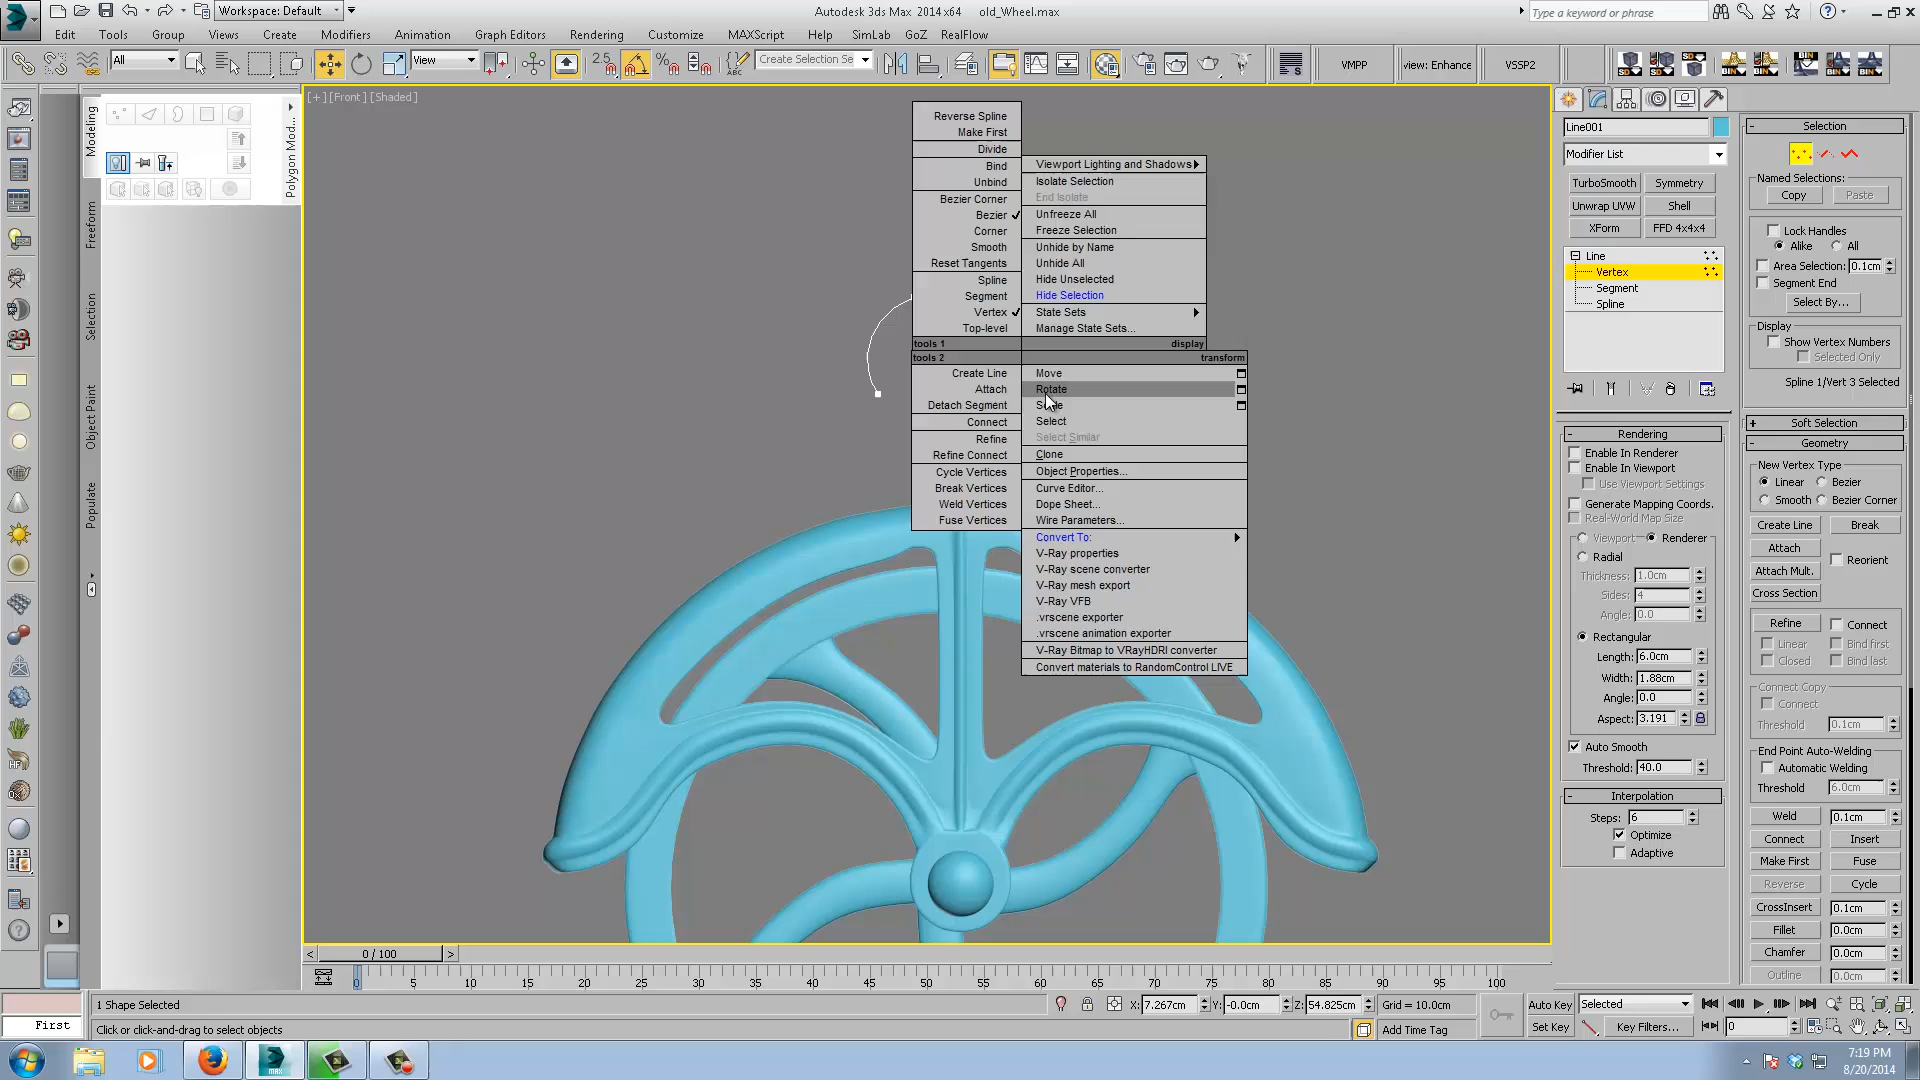 Workspace: Default
Autodesk 3ds Max 2014 x64 old_Wheel.max
Type a keyword or phrase
Edit Tools Group Views Create Modifiers Animation Graph Editors Rendering Customize MAXScript Help SimLab GoZ RealFlow
All View 2.5 Create Selection Se VMPP view: Enhance VSSP2
Modeling
Polygon Mod...
Freeform
Selection
Object Paint
Populate
[+] [Front] [Shaded]
Reverse Spline
Make First
Divide
Bind
Unbind
Bezier Corner
Bezier
Corner
Smooth
Reset Tangents
Spline
Segment
Vertex
Top-level
tools 1
Viewport Lighting and Shadows
Isolate Selection
End Isolate
Unfreeze All
Freeze Selection
Unhide by Name
Unhide All
Hide Unselected
Hide Selection
State Sets
Manage State Sets...
display
tools 2
Create Line
Attach
Detach Segment
Connect
Refine
Refine Connect
Cycle Vertices
Break Vertices
Weld Vertices
Fuse Vertices
transform
Move
Rotate
Select
Select Similar
Clone
Object Properties...
Curve Editor...
Dope Sheet...
Wire Parameters...
Convert To:
V-Ray properties
V-Ray scene converter
V-Ray mesh export
V-Ray VFB
.vrscene exporter
.vrscene animation exporter
V-Ray Bitmap to VRayHDRI converter
Convert materials to RandomControl LIVE
Line001
Modifier List
TurboSmooth Symmetry
Unwrap UVW Shell
XForm FFD 4x4x4
Line
Vertex
Segment
Spline
Rendering
Enable In Renderer
Enable In Viewport
Use Viewport Settings
Generate Mapping Coords.
Real-World Map Size
Viewport Renderer
Radial
Thickness: 1.0cm
Sides: 4
Angle: 0.0
Rectangular
Length: 6.0cm
Width: 1.88cm
Angle: 0.0
Aspect: 3.191
Auto Smooth
Threshold: 40.0
Interpolation
Steps: 6
Optimize
Adaptive
Selection
Named Selections:
Copy Paste
Lock Handles
Alike All
Area Selection: 0.1cm
Segment End
Select By...
Display
Show Vertex Numbers
Selected Only
Spline 1/Vert 3 Selected
Soft Selection
Geometry
New Vertex Type
Linear Bezier
Smooth Bezier Corner
Create Line Break
Attach
Attach Mult. Reorient
Cross Section
Refine Connect
Linear Bind first
Closed Bind last
Connect Copy
Connect
Threshold 0.1cm
End Point Auto-Welding
Automatic Welding
Threshold 6.0cm
Weld 0.1cm
Connect Insert
Make First Fuse
Reverse Cycle
CrossInsert 0.1cm
Fillet 0.0cm
Chamfer 0.0cm
Outline 0.0cm
< 0 / 100 >
0 5 10 15 20 25 30 35 40 45 50 55 60 65 70 75 80 85 90 95 100
1 Shape Selected X: 7.267cm Y: -0.0cm Z: 54.825cm Grid = 10.0cm Auto Key Selected
First Click or click-and-drag to select objects Add Time Tag Set Key Key Filters... 0
7:19 PM
8/20/2014